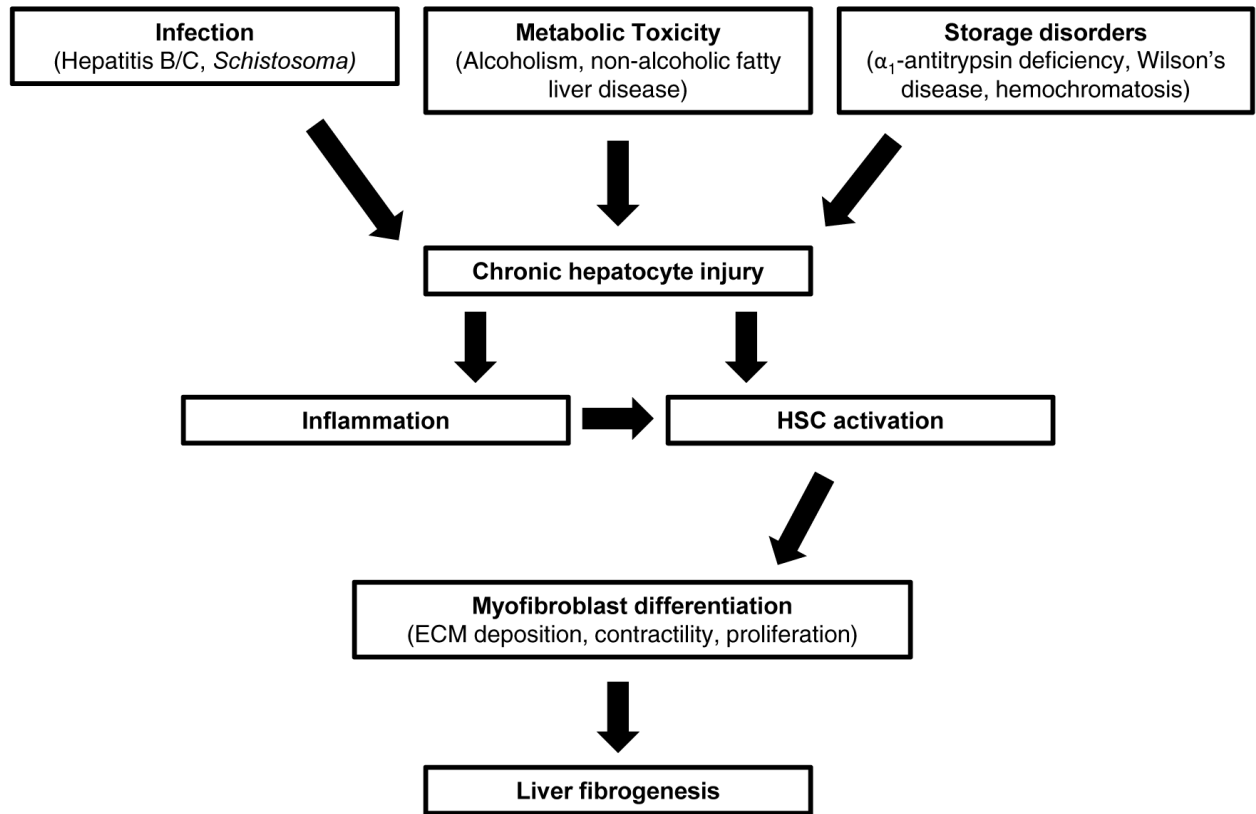 Infection
(Hepatitis B/C, Schistosoma)
Metabolic Toxicity
(Alcoholism, non-alcoholic fatty
liver disease)
Storage disorders
(α₁-antitrypsin deficiency, Wilson's
disease, hemochromatosis)
Chronic hepatocyte injury
Inflammation
HSC activation
Myofibroblast differentiation
(ECM deposition, contractility, proliferation)
Liver fibrogenesis